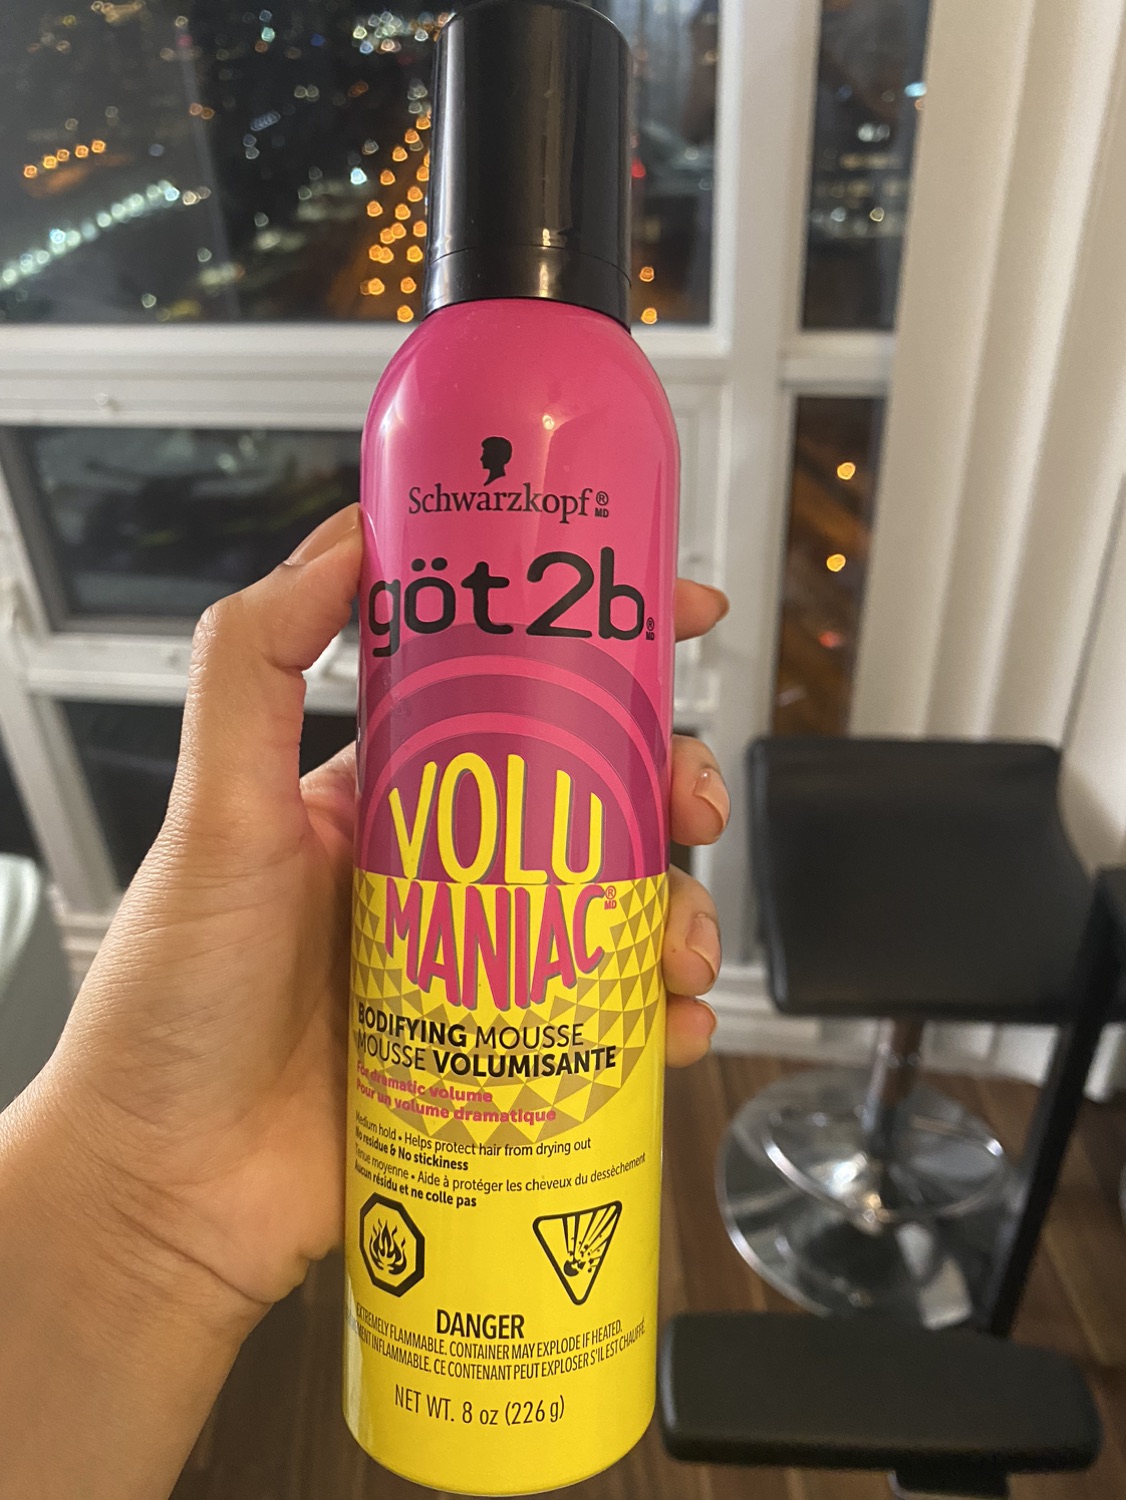 Schwarzkopf® MD
göt2b.® MD
VOLU
MANIAC® MD
BODIFYING MOUSSE
MOUSSE VOLUMISANTE
For dramatic volume
Pour un volume dramatique
Medium hold • Helps protect hair from drying out
No residue & No stickiness
Tenue moyenne • Aide à protéger les cheveux du dessèchement
Aucun résidu et ne colle pas
DANGER
EXTREMELY FLAMMABLE. CONTAINER MAY EXPLODE IF HEATED.
INFLAMMABLE. CE CONTENANT PEUT EXPLOSER S'IL EST CHAUFFÉ.
NET WT. 8 oz (226 g)